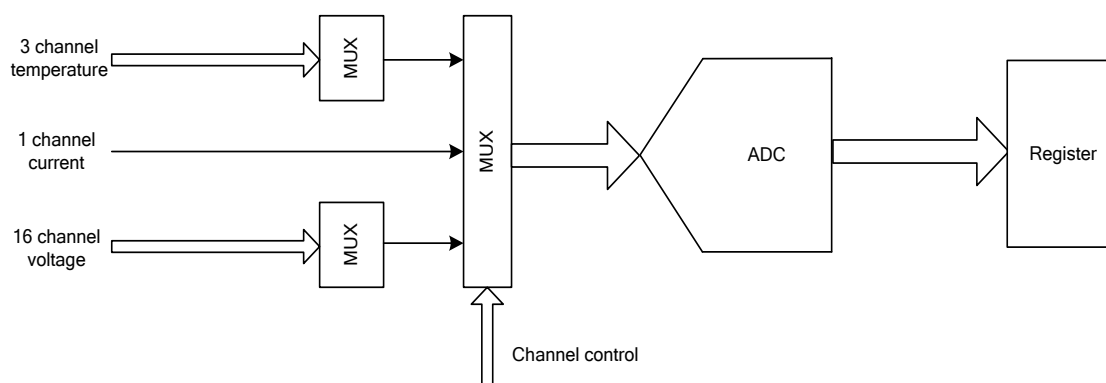 3 channel
temperature
MUX
1 channel
current
MUX
ADC
Register
16 channel
voltage
MUX
Channel control